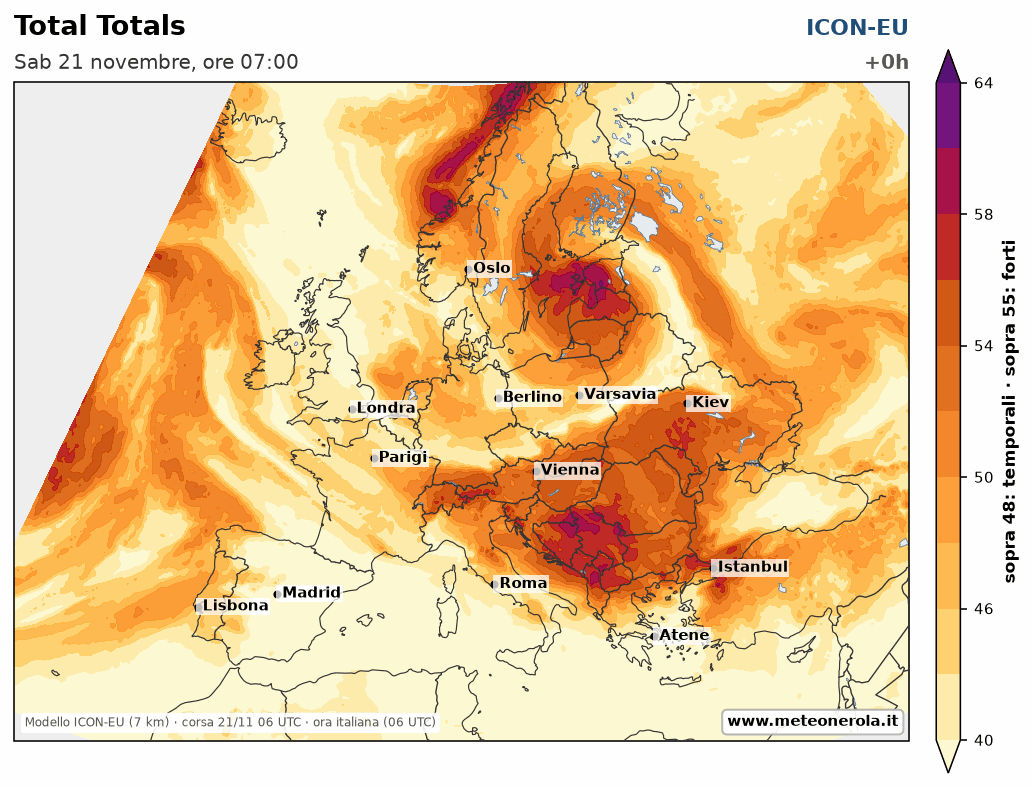 Total Totals
ICON-EU
Sab 21 novembre, ore 07:00
+0h
64
58
54
50
46
40
sopra 48: temporali · sopra 55: forti
Oslo
Berlino
Varsavia
Kiev
Londra
Parigi
Vienna
Istanbul
Roma
Madrid
Lisbona
Atene
Modello ICON-EU (7 km) · corsa 21/11 06 UTC · ora italiana (06 UTC)
www.meteonerola.it